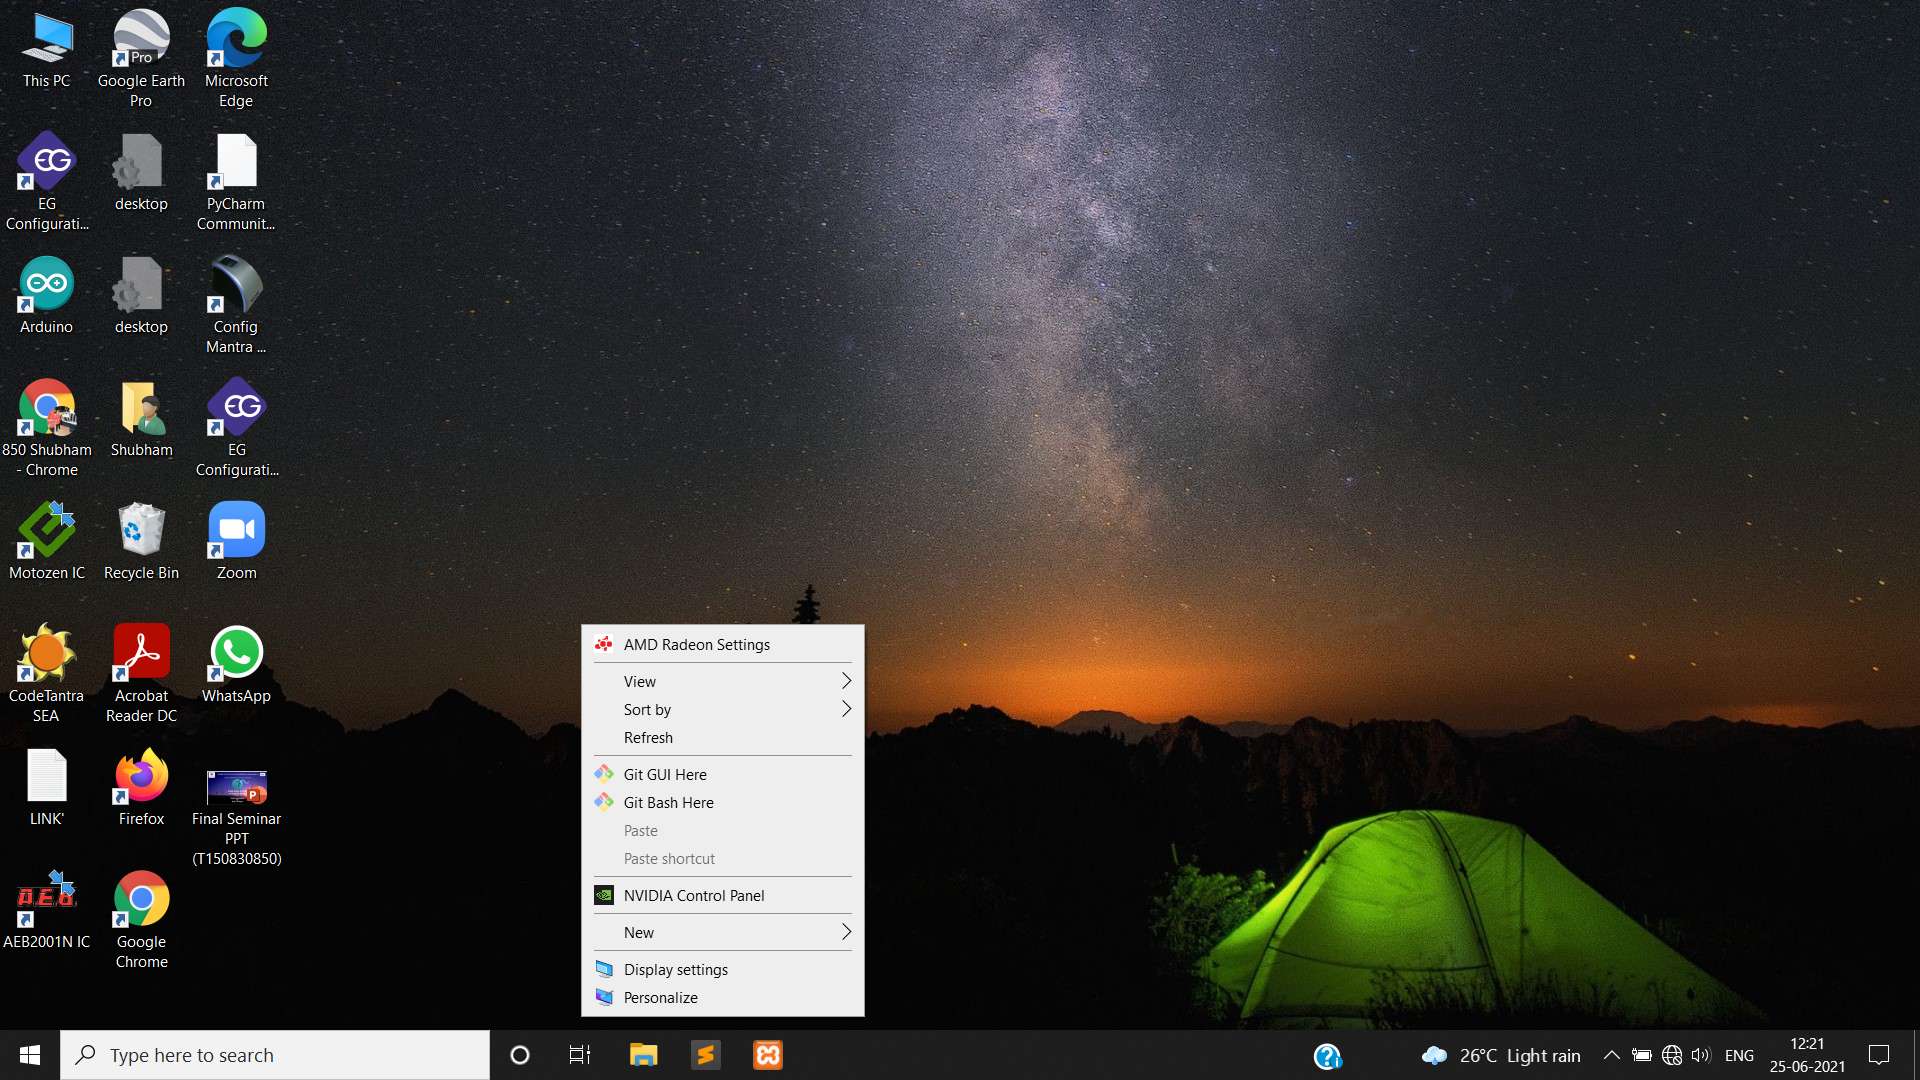 This PC
Pro
Google Earth
Pro
Microsoft
Edge
EG
EG
Configurati...
desktop
PyCharm
Communit...
Arduino
desktop
Config
Mantra ...
850 Shubham
- Chrome
Shubham
EG
EG
Configurati...
Motozen IC
Recycle Bin
Zoom
CodeTantra
SEA
Acrobat
Reader DC
WhatsApp
LINK'
Firefox
P
Final Seminar
PPT
(T150830850)
A.E.B.
AEB2001N IC
Google
Chrome
AMD Radeon Settings
View
Sort by
Refresh
Git GUI Here
Git Bash Here
Paste
Paste shortcut
NVIDIA Control Panel
New
Display settings
Personalize
Type here to search
26°C Light rain
ENG
12:21
25-06-2021